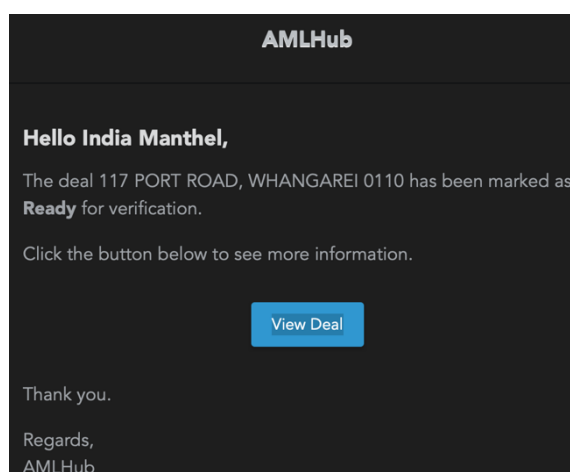 AMLHub
Hello India Manthel,
The deal 117 PORT ROAD, WHANGAREI 0110 has been marked as
Ready for verification.
Click the button below to see more information.
View Deal
Thank you.
Regards,
AMLHub